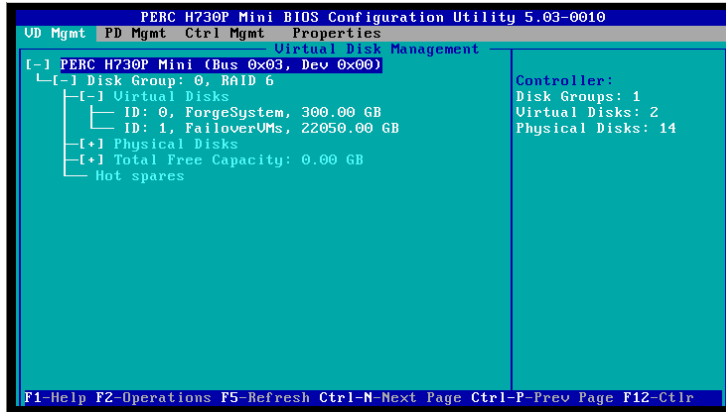 PERC H730P Mini BIOS Configuration Utility 5.03-0010
VD Mgmt PD Mgmt Ctrl Mgmt Properties
Virtual Disk Management
[-] PERC H730P Mini (Bus 0x03, Dev 0x00)
[-] Disk Group: 0, RAID 6
[-] Virtual Disks
ID: 0, ForgeSystem, 300.00 GB
ID: 1, FailoverVMs, 22050.00 GB
[+] Physical Disks
[+] Total Free Capacity: 0.00 GB
Hot spares
Controller:
Disk Groups: 1
Virtual Disks: 2
Physical Disks: 14
F1-Help F2-Operations F5-Refresh Ctrl-N-Next Page Ctrl-P-Prev Page F12-Ctlr